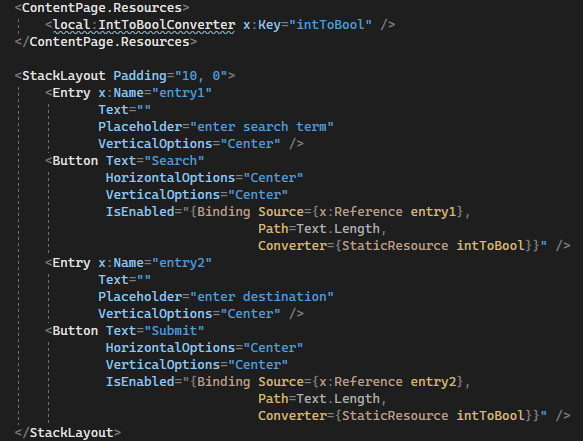 <ContentPage.Resources>
    <local:IntToBoolConverter x:Key="intToBool" />
</ContentPage.Resources>

<StackLayout Padding="10, 0">
    <Entry x:Name="entry1"
           Text=""
           Placeholder="enter search term"
           VerticalOptions="Center" />
    <Button Text="Search"
            HorizontalOptions="Center"
            VerticalOptions="Center"
            IsEnabled="{Binding Source={x:Reference entry1},
                                Path=Text.Length,
                                Converter={StaticResource intToBool}}" />
    <Entry x:Name="entry2"
           Text=""
           Placeholder="enter destination"
           VerticalOptions="Center" />
    <Button Text="Submit"
            HorizontalOptions="Center"
            VerticalOptions="Center"
            IsEnabled="{Binding Source={x:Reference entry2},
                                Path=Text.Length,
                                Converter={StaticResource intToBool}}" />
</StackLayout>